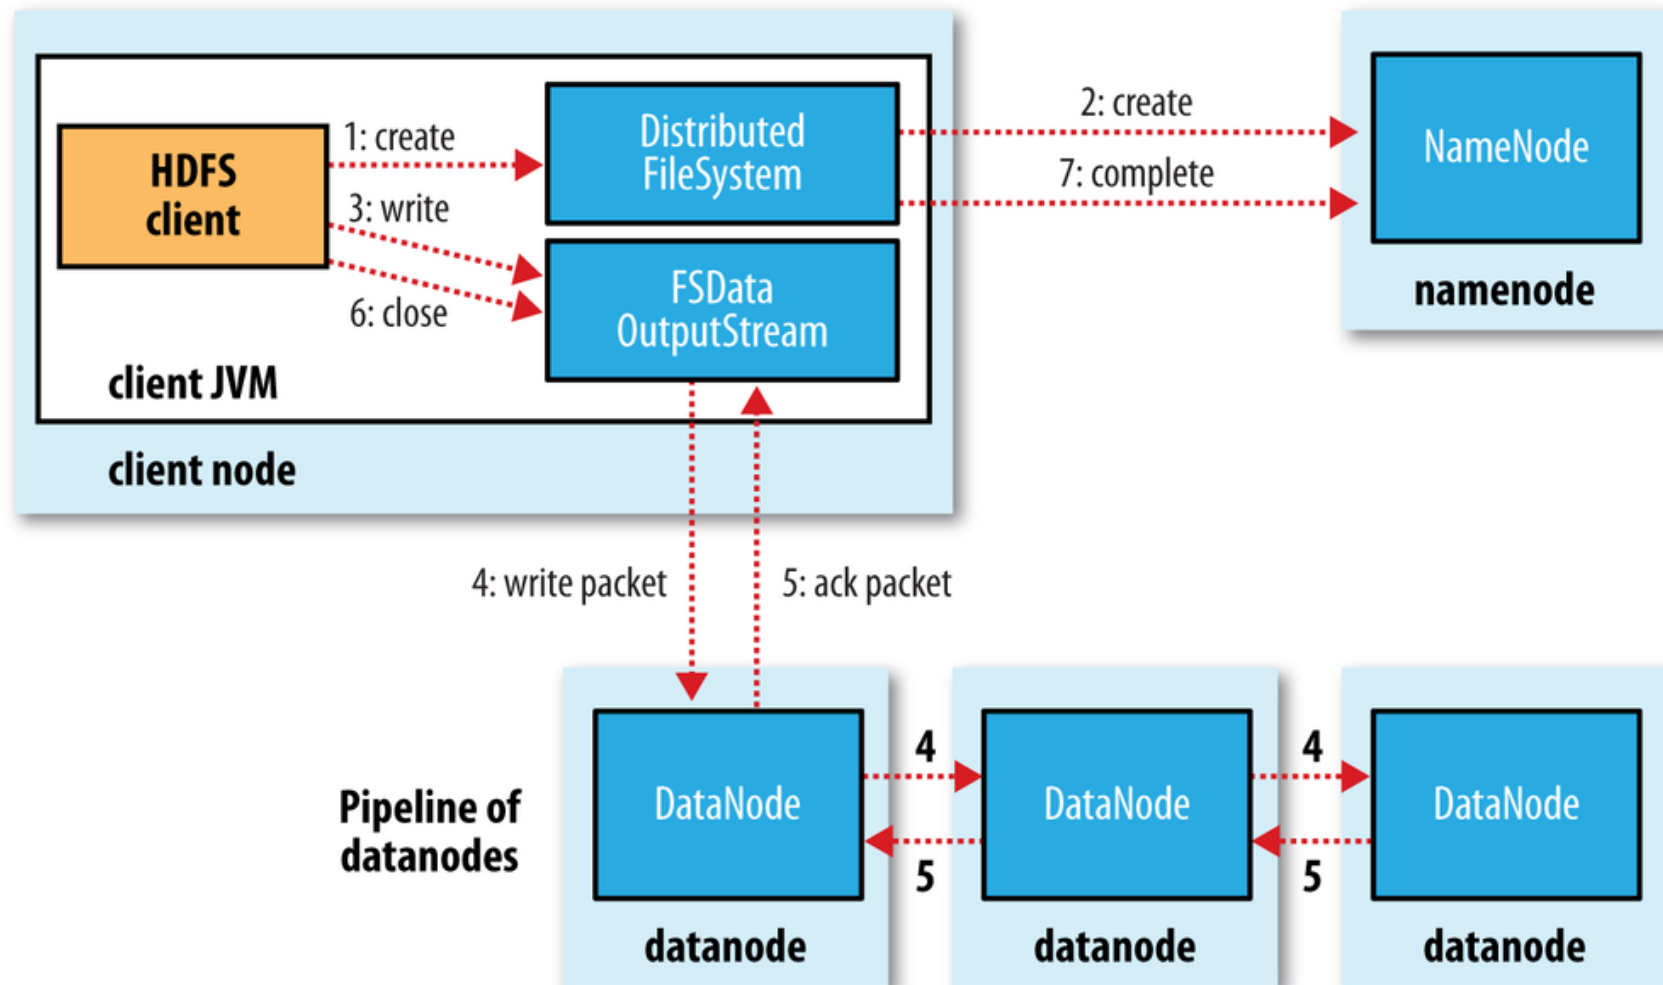 HDFS
client
1: create
3: write
6: close
Distributed
FileSystem
FSData
OutputStream
client JVM
client node
2: create
7: complete
NameNode
namenode
4: write packet
5: ack packet
Pipeline of
datanodes
DataNode
datanode
4
5
DataNode
datanode
4
5
DataNode
datanode